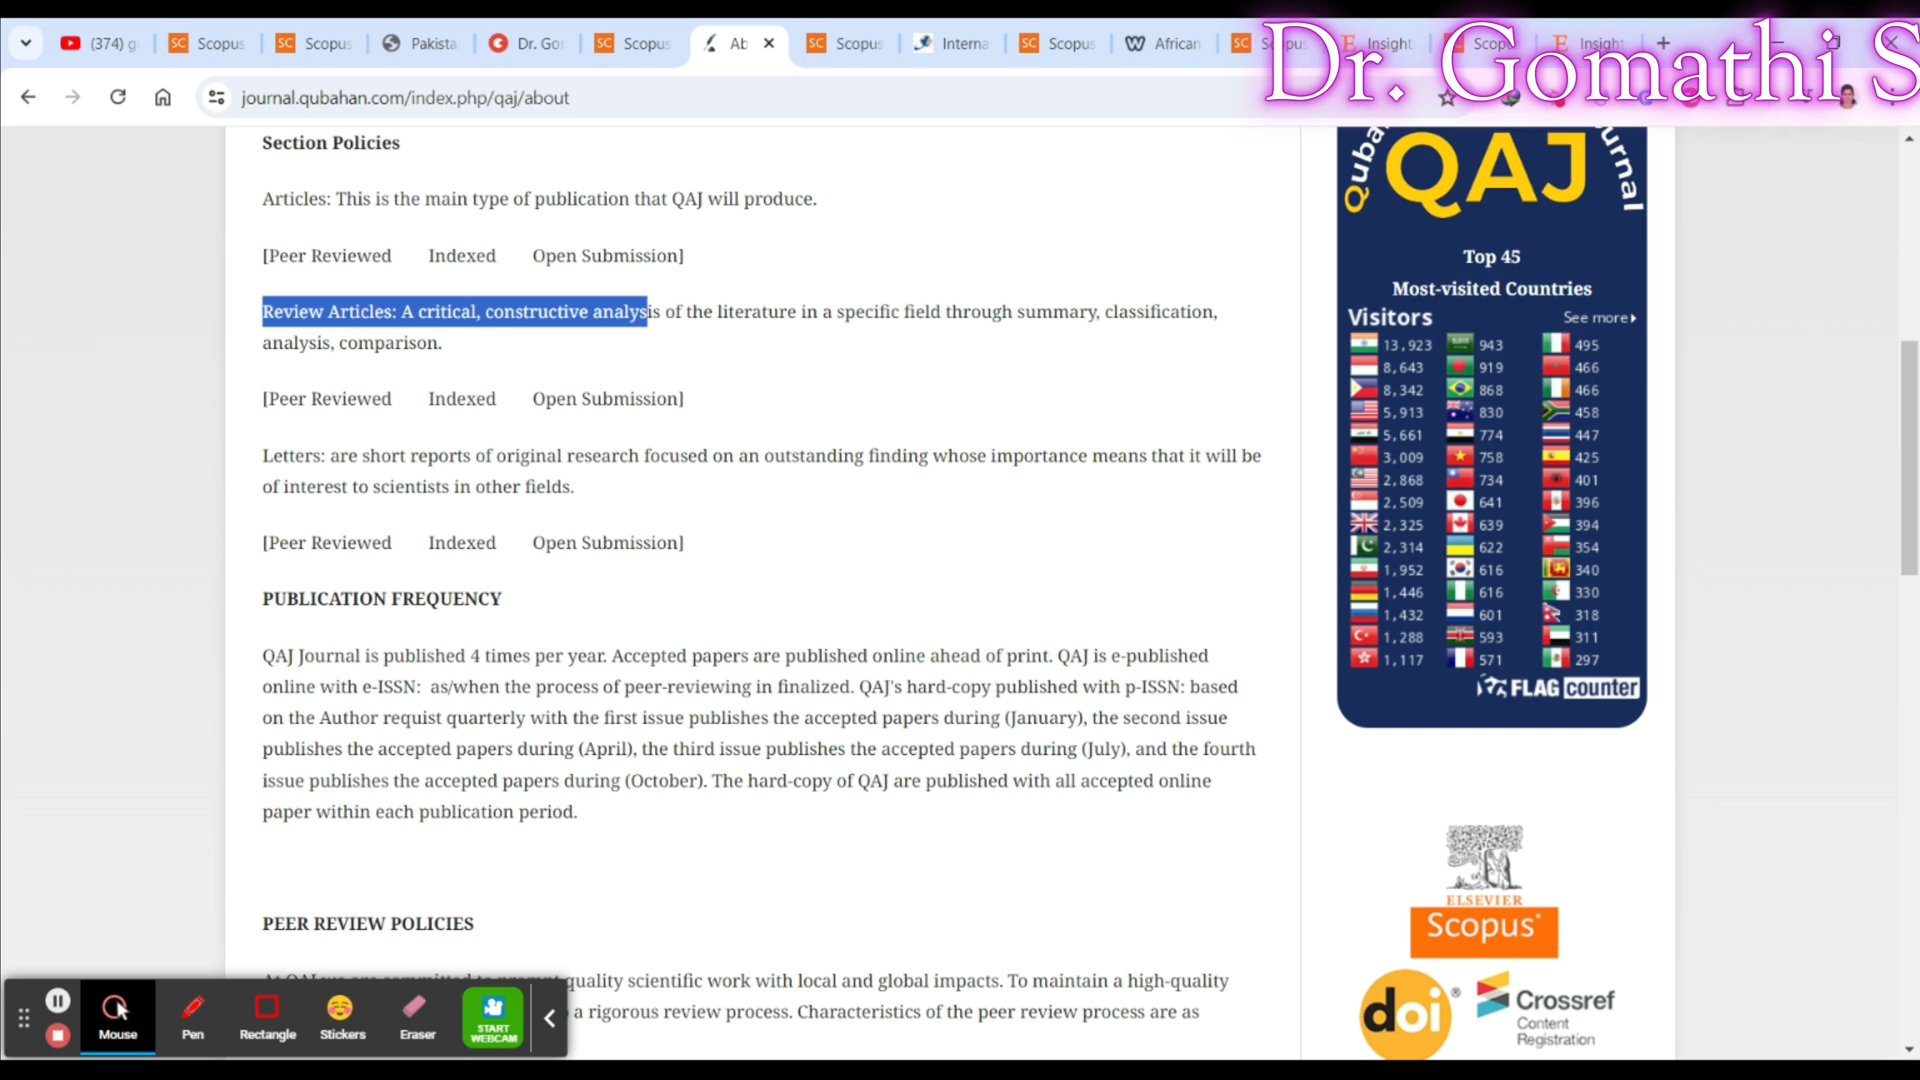 (374) g
Scopus
Scopus
Pakista
Dr. Gor
Scopus
Ab
Scopus
Interna
Scopus
African
Insight
Scop
Insight
Dr. Gomathi S
journal.qubahan.com/index.php/qaj/about
Section Policies
Articles: This is the main type of publication that QAJ will produce.
[Peer Reviewed Indexed Open Submission]
Review Articles: A critical, constructive analysis of the literature in a specific field through summary, classification,
analysis, comparison.
[Peer Reviewed Indexed Open Submission]
Letters: are short reports of original research focused on an outstanding finding whose importance means that it will be
of interest to scientists in other fields.
[Peer Reviewed Indexed Open Submission]
PUBLICATION FREQUENCY
QAJ Journal is published 4 times per year. Accepted papers are published online ahead of print. QAJ is e-published
online with e-ISSN: as/when the process of peer-reviewing in finalized. QAJ's hard-copy published with p-ISSN: based
on the Author requist quarterly with the first issue publishes the accepted papers during (January), the second issue
publishes the accepted papers during (April), the third issue publishes the accepted papers during (July), and the fourth
issue publishes the accepted papers during (October). The hard-copy of QAJ are published with all accepted online
paper within each publication period.
PEER REVIEW POLICIES
quality scientific work with local and global impacts. To maintain a high-quality
a rigorous review process. Characteristics of the peer review process are as
QAJ
Top 45
Most-visited Countries
Visitors See more
13,923 943 495
8,643 919 466
8,342 868 466
5,913 830 458
5,661 774 447
3,009 758 425
2,868 734 401
2,509 641 396
2,325 639 394
2,314 622 354
1,952 616 340
1,446 616 330
1,432 601 318
1,288 593 311
1,117 571 297
FLAG counter
ELSEVIER
Scopus
doi
Crossref
Content
Registration
Mouse
Pen
Rectangle
Stickers
Eraser
START
WEBCAM